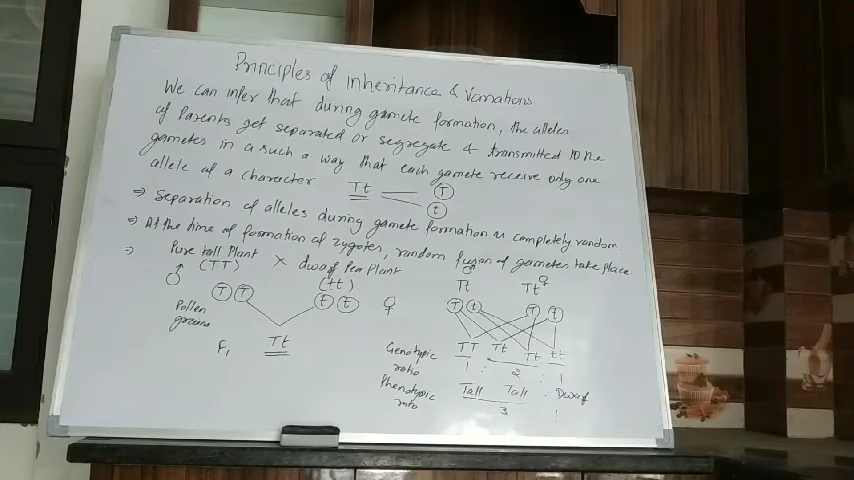 Principles of Inheritance & Variations
We can infer that during gamete formation, the alleles
of Parents get separated or segregate & transmitted to the
gametes in a such a way that each gamete receive only one
allele of a character. Tt T
t
⇒ Separation of alleles during gamete formation is completely random.
⇒ At the time of formation of zygotes, random fusion of gametes take place.
⇒ Pure tall Plant × dwarf Pea Plant
(TT) (tt)
♂ ♀
T T t t
Pollen
greens
F₁ Tt
♂ ♀
Tt Tt
T t T t
Genotypic TT Tt Tt tt
ratio 1 : 2 : 1
Phenotypic Tall Tall : Dwarf
ratio 3 1